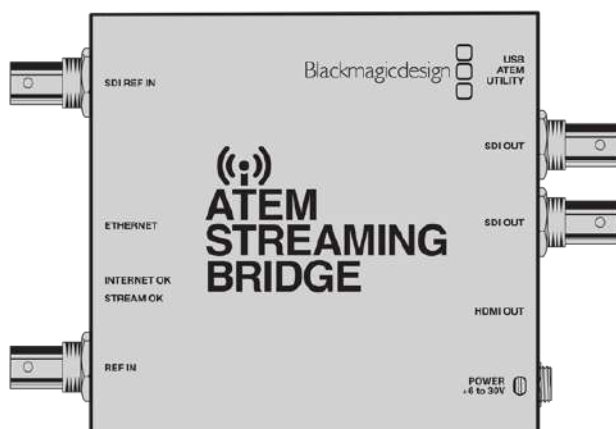 Blackmagicdesign
USB
ATEM
UTILITY
SDI REF IN
SDI OUT
ATEM
STREAMING
BRIDGE
SDI OUT
ETHERNET
INTERNET OK
STREAM OK
HDMI OUT
REF IN
POWER
+6 to 30V